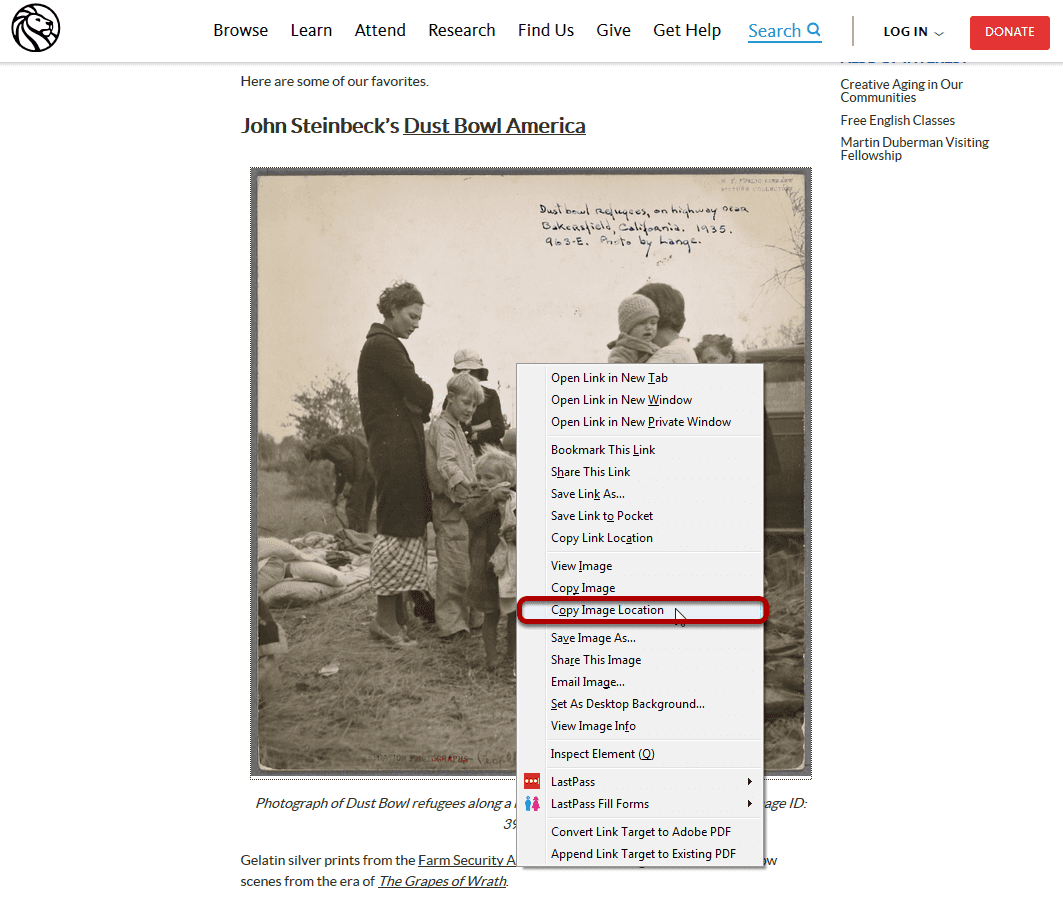 Browse Learn Attend Research Find Us Give Get Help Search LOG IN DONATE
Here are some of our favorites.
John Steinbeck's Dust Bowl America
Dust bowl refugees, on highway near
Bakersfield, California. 1935.
963-E. Photo by Lange.
Open Link in New Tab
Open Link in New Window
Open Link in New Private Window
Bookmark This Link
Share This Link
Save Link As...
Save Link to Pocket
Copy Link Location
View Image
Copy Image
Copy Image Location
Save Image As...
Share This Image
Email Image...
Set As Desktop Background...
View Image Info
Inspect Element (Q)
LastPass
LastPass Fill Forms
Convert Link Target to Adobe PDF
Append Link Target to Existing PDF
Photograph of Dust Bowl refugees along a ID:
39
Gelatin silver prints from the Farm Security A
scenes from the era of The Grapes of Wrath.
ALSO OF INTEREST
Creative Aging in Our
Communities
Free English Classes
Martin Duberman Visiting
Fellowship